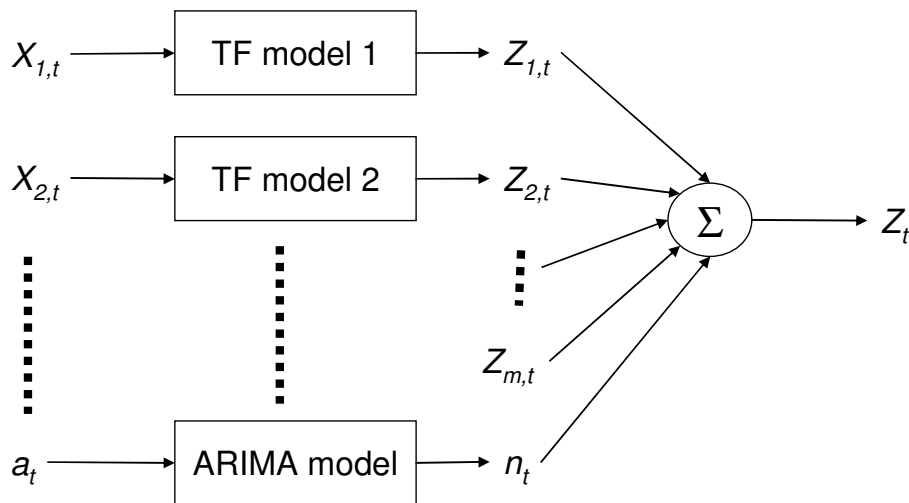 X1,t TF model 1 Z1,t
X2,t TF model 2 Z2,t
Σ Zt
Zm,t
at ARIMA model nt